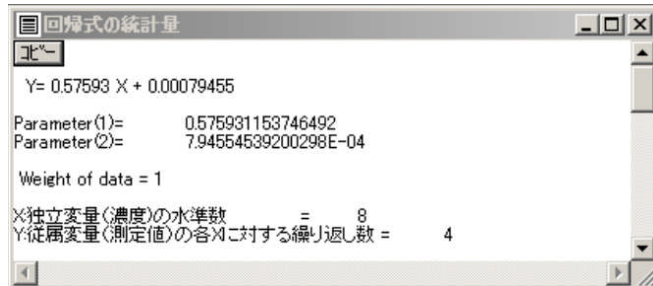 回帰式の統計量
コピー
Y= 0.57593 X + 0.00079455
Parameter(1)= 0.575931153746492
Parameter(2)= 7.94554539200298E-04
Weight of data = 1
X:独立変量(濃度)の水準数 = 8
Y:従属変量(測定値)の各Xiに対する繰り返し数 = 4